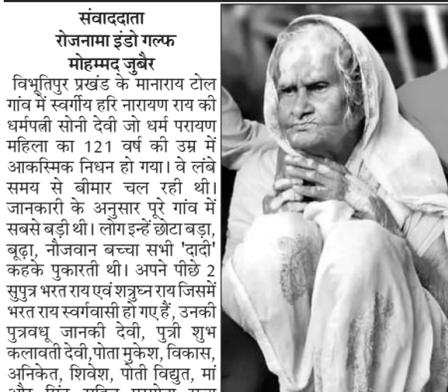 संवाददाता
रोजनामा इंडो गल्फ
मोहम्मद जुबैर
विभूतिपुर प्रखंड के मानाराय टोल
गांव में स्वर्गीय हरि नारायण राय की
धर्मपत्नी सोनी देवी जो धर्म परायण
महिला का 121 वर्ष की उम्र में
आकस्मिक निधन हो गया। वे लंबे
समय से बीमार चल रही थी।
जानकारी के अनुसार पूरे गांव में
सबसे बड़ी थी। लोग इन्हें छोटा बड़ा,
बूढ़ा, नौजवान बच्चा सभी 'दादी'
कहके पुकारती थी। अपने पीछे 2
सुपुत्र भरत राय एवं शत्रुघ्न राय जिसमें
भरत राय स्वर्गवासी हो गए हैं, उनकी
पुत्रवधू जानकी देवी, पुत्री शुभ
कलावती देवी,पोता मुकेश, विकास,
अनिकेत, शिवेश, पोती विद्युत, मां